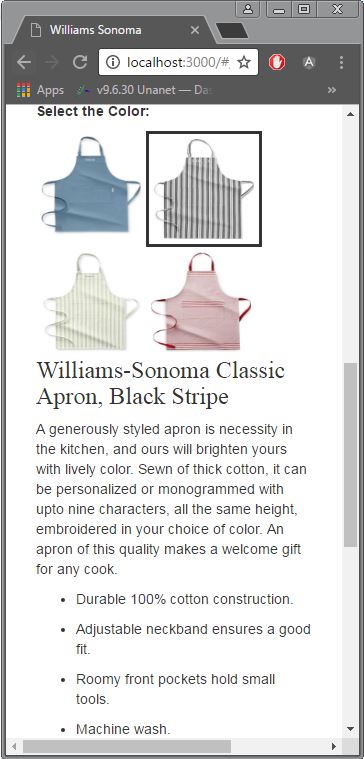 Williams Sonoma
localhost:3000/#
Apps
v9.6.30 Unanet — Das
»
Select the Color:
Williams-Sonoma Classic
Apron, Black Stripe
A generously styled apron is necessity in
the kitchen, and ours will brighten yours
with lively color. Sewn of thick cotton, it can
be personalized or monogrammed with
upto nine characters, all the same height,
embroidered in your choice of color. An
apron of this quality makes a welcome gift
for any cook.
• Durable 100% cotton construction.
• Adjustable neckband ensures a good
fit.
• Roomy front pockets hold small
tools.
• Machine wash.